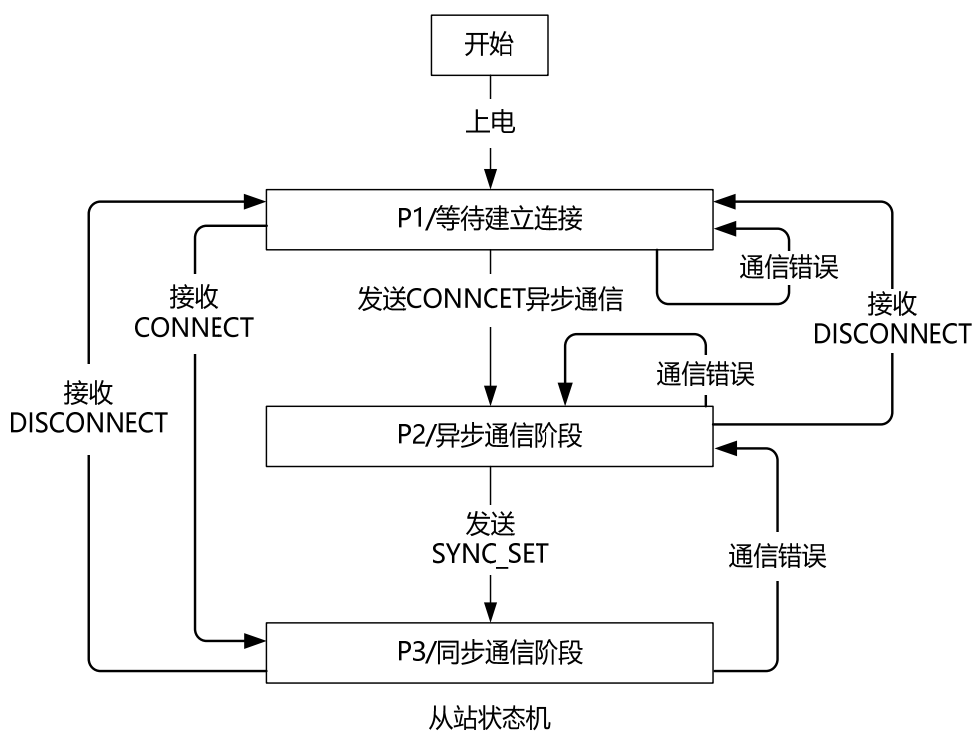 开始
上电
P1/等待建立连接
通信错误
接收
CONNECT
发送CONNCET异步通信
接收
DISCONNECT
通信错误
接收
DISCONNECT
P2/异步通信阶段
发送
SYNC_SET
通信错误
P3/同步通信阶段
从站状态机